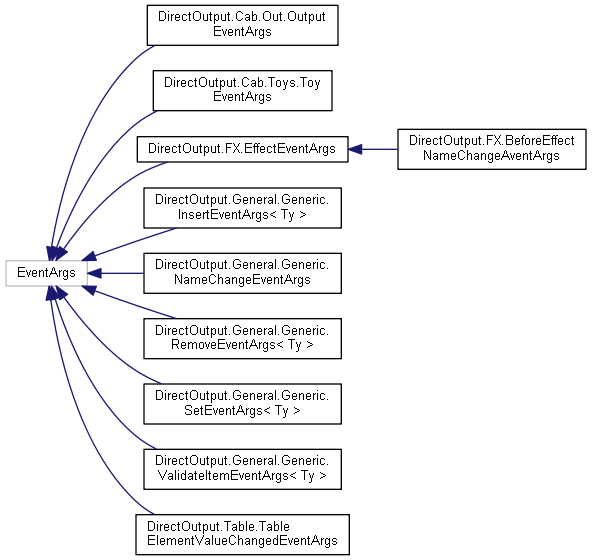 DirectOutput.Cab.Out.Output
EventArgs
DirectOutput.Cab.Toys.Toy
EventArgs
DirectOutput.FX.EffectEventArgs
DirectOutput.FX.BeforeEffect
NameChangeAventArgs
DirectOutput.General.Generic.
InsertEventArgs< Ty >
EventArgs
DirectOutput.General.Generic.
NameChangeEventArgs
DirectOutput.General.Generic.
RemoveEventArgs< Ty >
DirectOutput.General.Generic.
SetEventArgs< Ty >
DirectOutput.General.Generic.
ValidateItemEventArgs< Ty >
DirectOutput.Table.Table
ElementValueChangedEventArgs